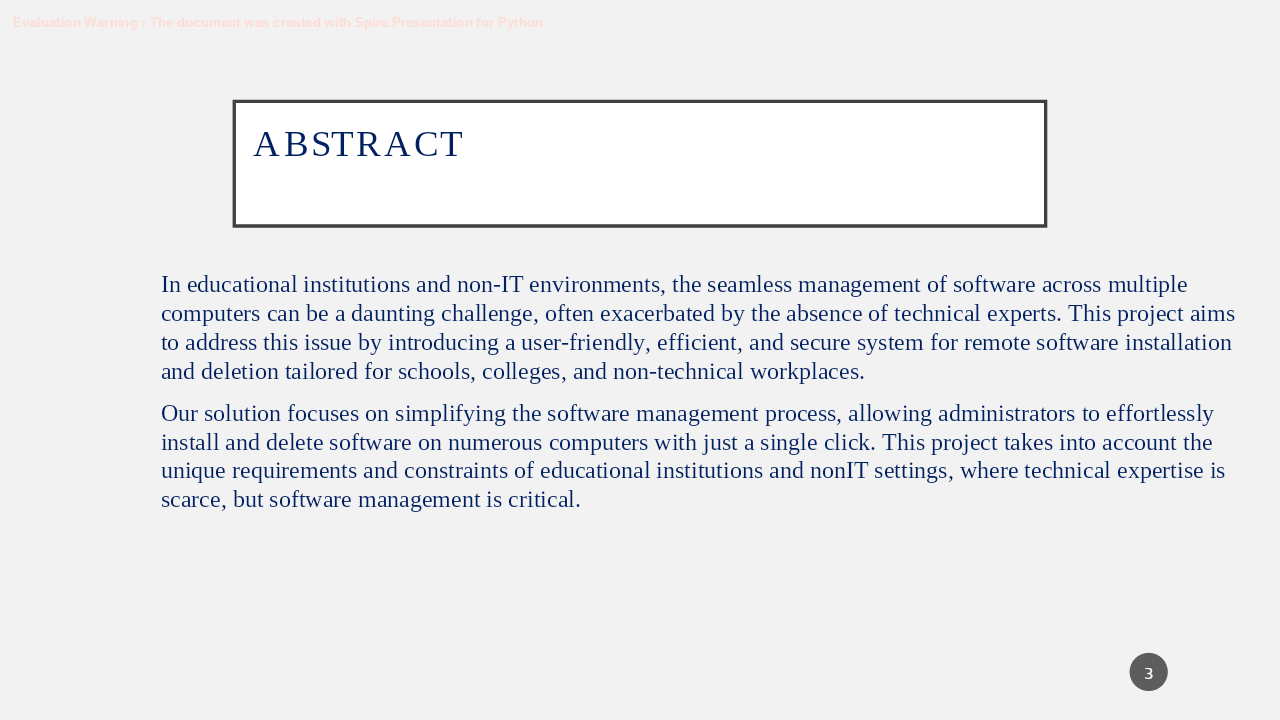 Evaluation Warning : The document was created with Spire.Presentation for Python
ABSTRACT
In educational institutions and non-IT environments, the seamless management of software across multiple
computers can be a daunting challenge, often exacerbated by the absence of technical experts. This project aims
to address this issue by introducing a user-friendly, efficient, and secure system for remote software installation
and deletion tailored for schools, colleges, and non-technical workplaces.
Our solution focuses on simplifying the software management process, allowing administrators to effortlessly
install and delete software on numerous computers with just a single click. This project takes into account the
unique requirements and constraints of educational institutions and nonIT settings, where technical expertise is
scarce, but software management is critical.
3